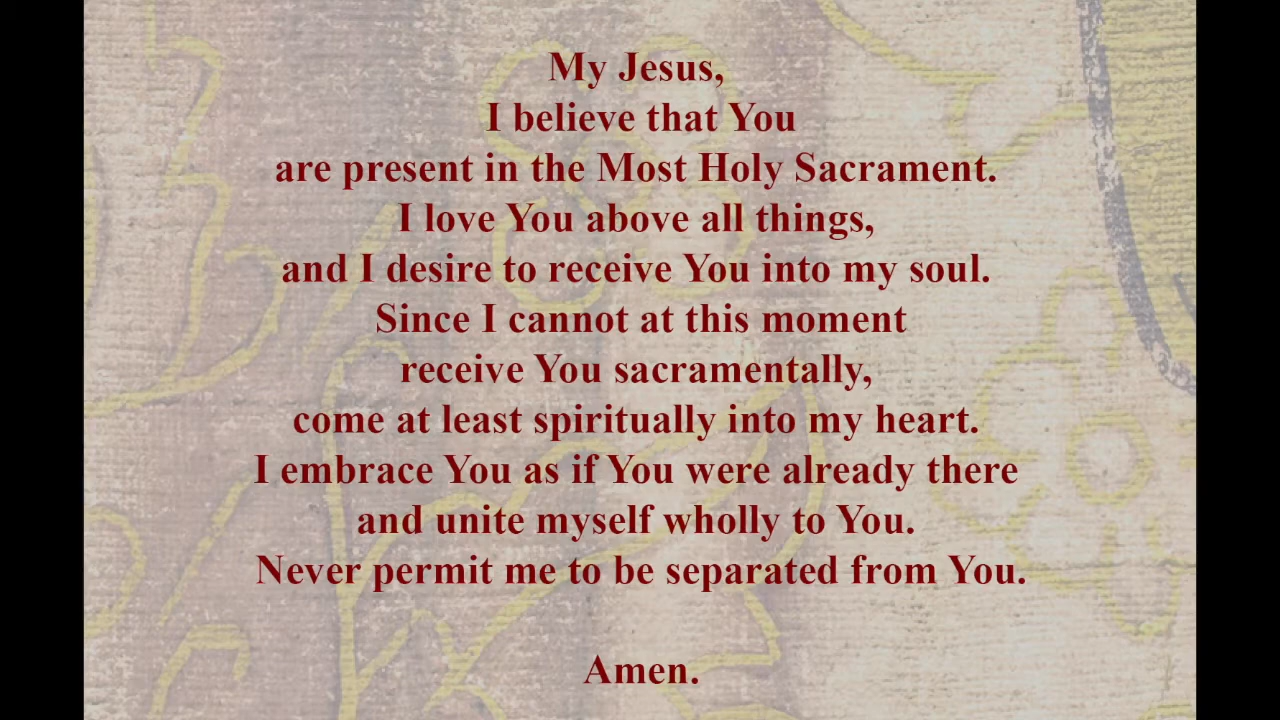 My Jesus,
I believe that You
are present in the Most Holy Sacrament.
I love You above all things,
and I desire to receive You into my soul.
Since I cannot at this moment
receive You sacramentally,
come at least spiritually into my heart.
I embrace You as if You were already there
and unite myself wholly to You.
Never permit me to be separated from You.
Amen.